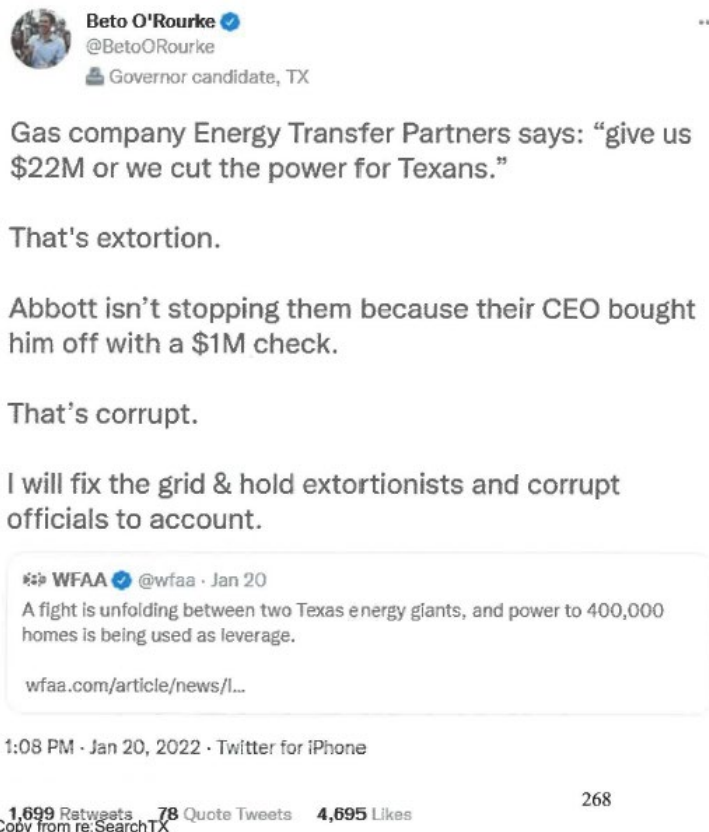 Beto O'Rourke
@BetoORourke
Governor candidate, TX
Gas company Energy Transfer Partners says: “give us
$22M or we cut the power for Texans.”
That's extortion.
Abbott isn’t stopping them because their CEO bought
him off with a $1M check.
That’s corrupt.
I will fix the grid & hold extortionists and corrupt
officials to account.
WFAA @wfaa · Jan 20
A fight is unfolding between two Texas energy giants, and power to 400,000
homes is being used as leverage.
wfaa.com/article/news/l...
1:08 PM · Jan 20, 2022 · Twitter for iPhone
268
1,699 Retweets 78 Quote Tweets 4,695 Likes
Copy from re:SearchTX